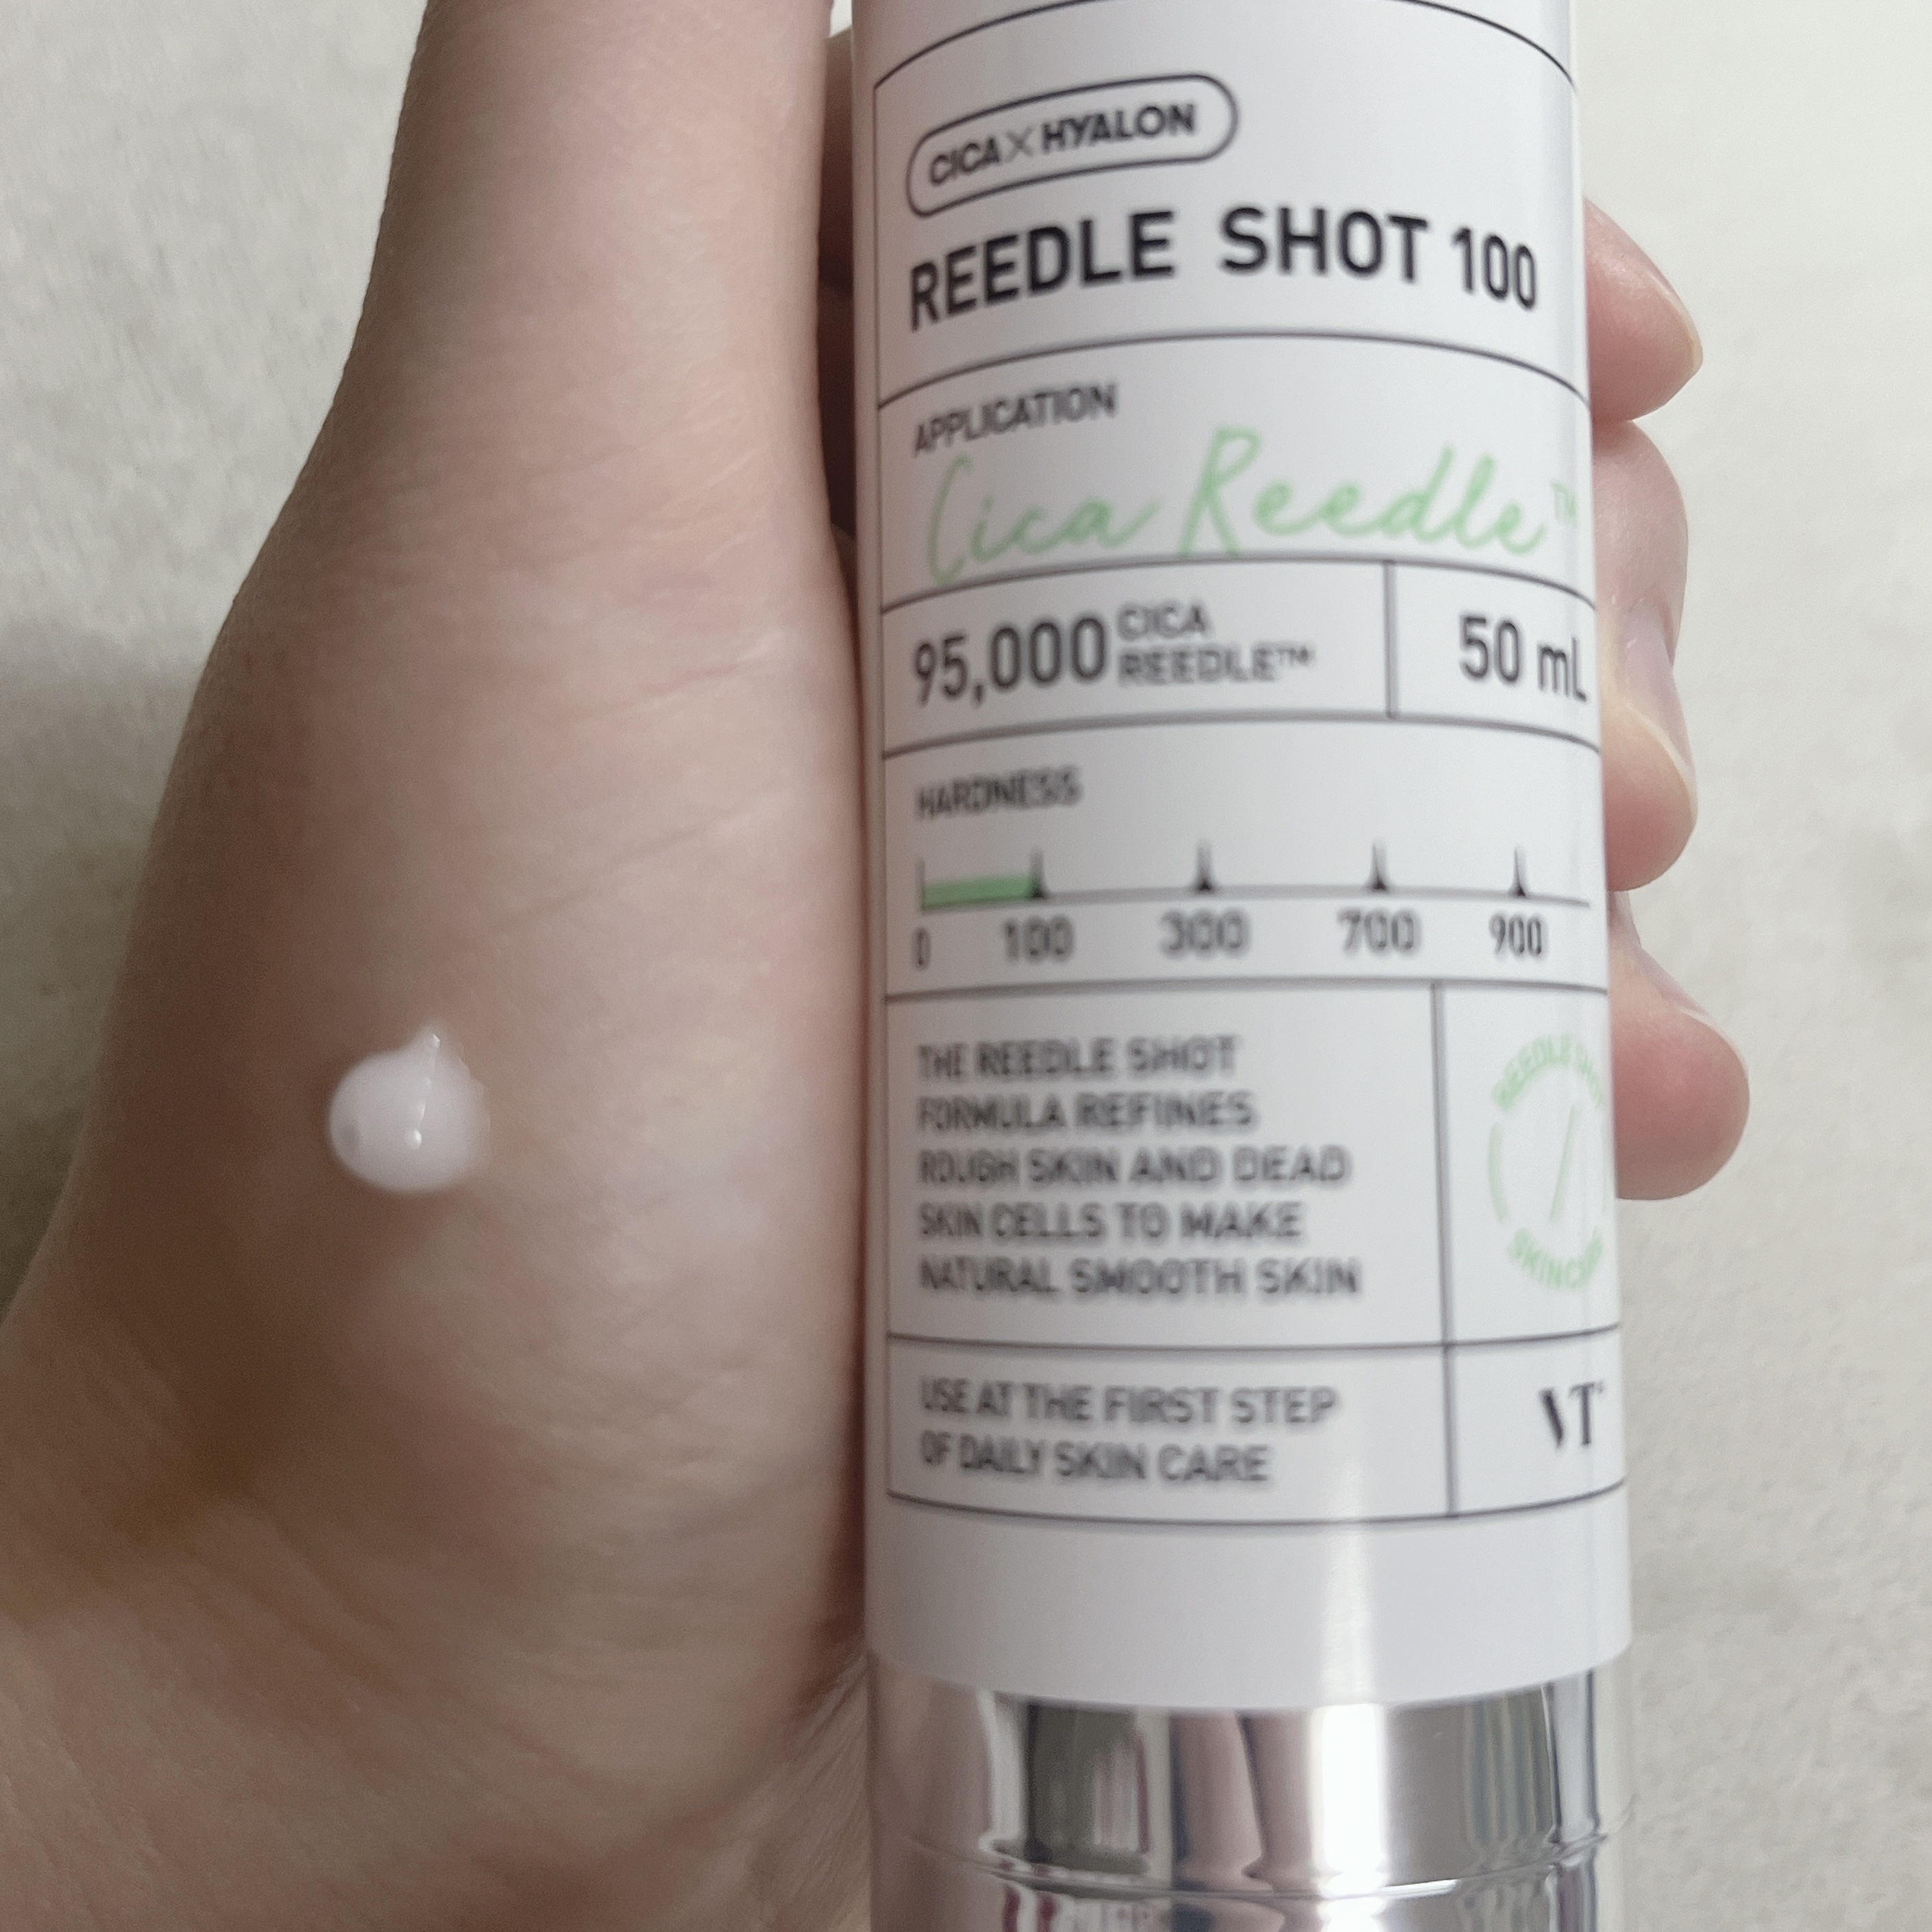 CICA X HYALON
REEDLE SHOT 100
APPLICATION
Cica Reedle™
95,000 CICA
REEDLE™
50 mL
HARDNESS
0 100 300 700 900
THE REEDLE SHOT
FORMULA REFINES
ROUGH SKIN AND DEAD
SKIN CELLS TO MAKE
NATURAL SMOOTH SKIN
REEDLE SHOT
USE AT THE FIRST STEP
OF DAILY SKIN CARE
VT